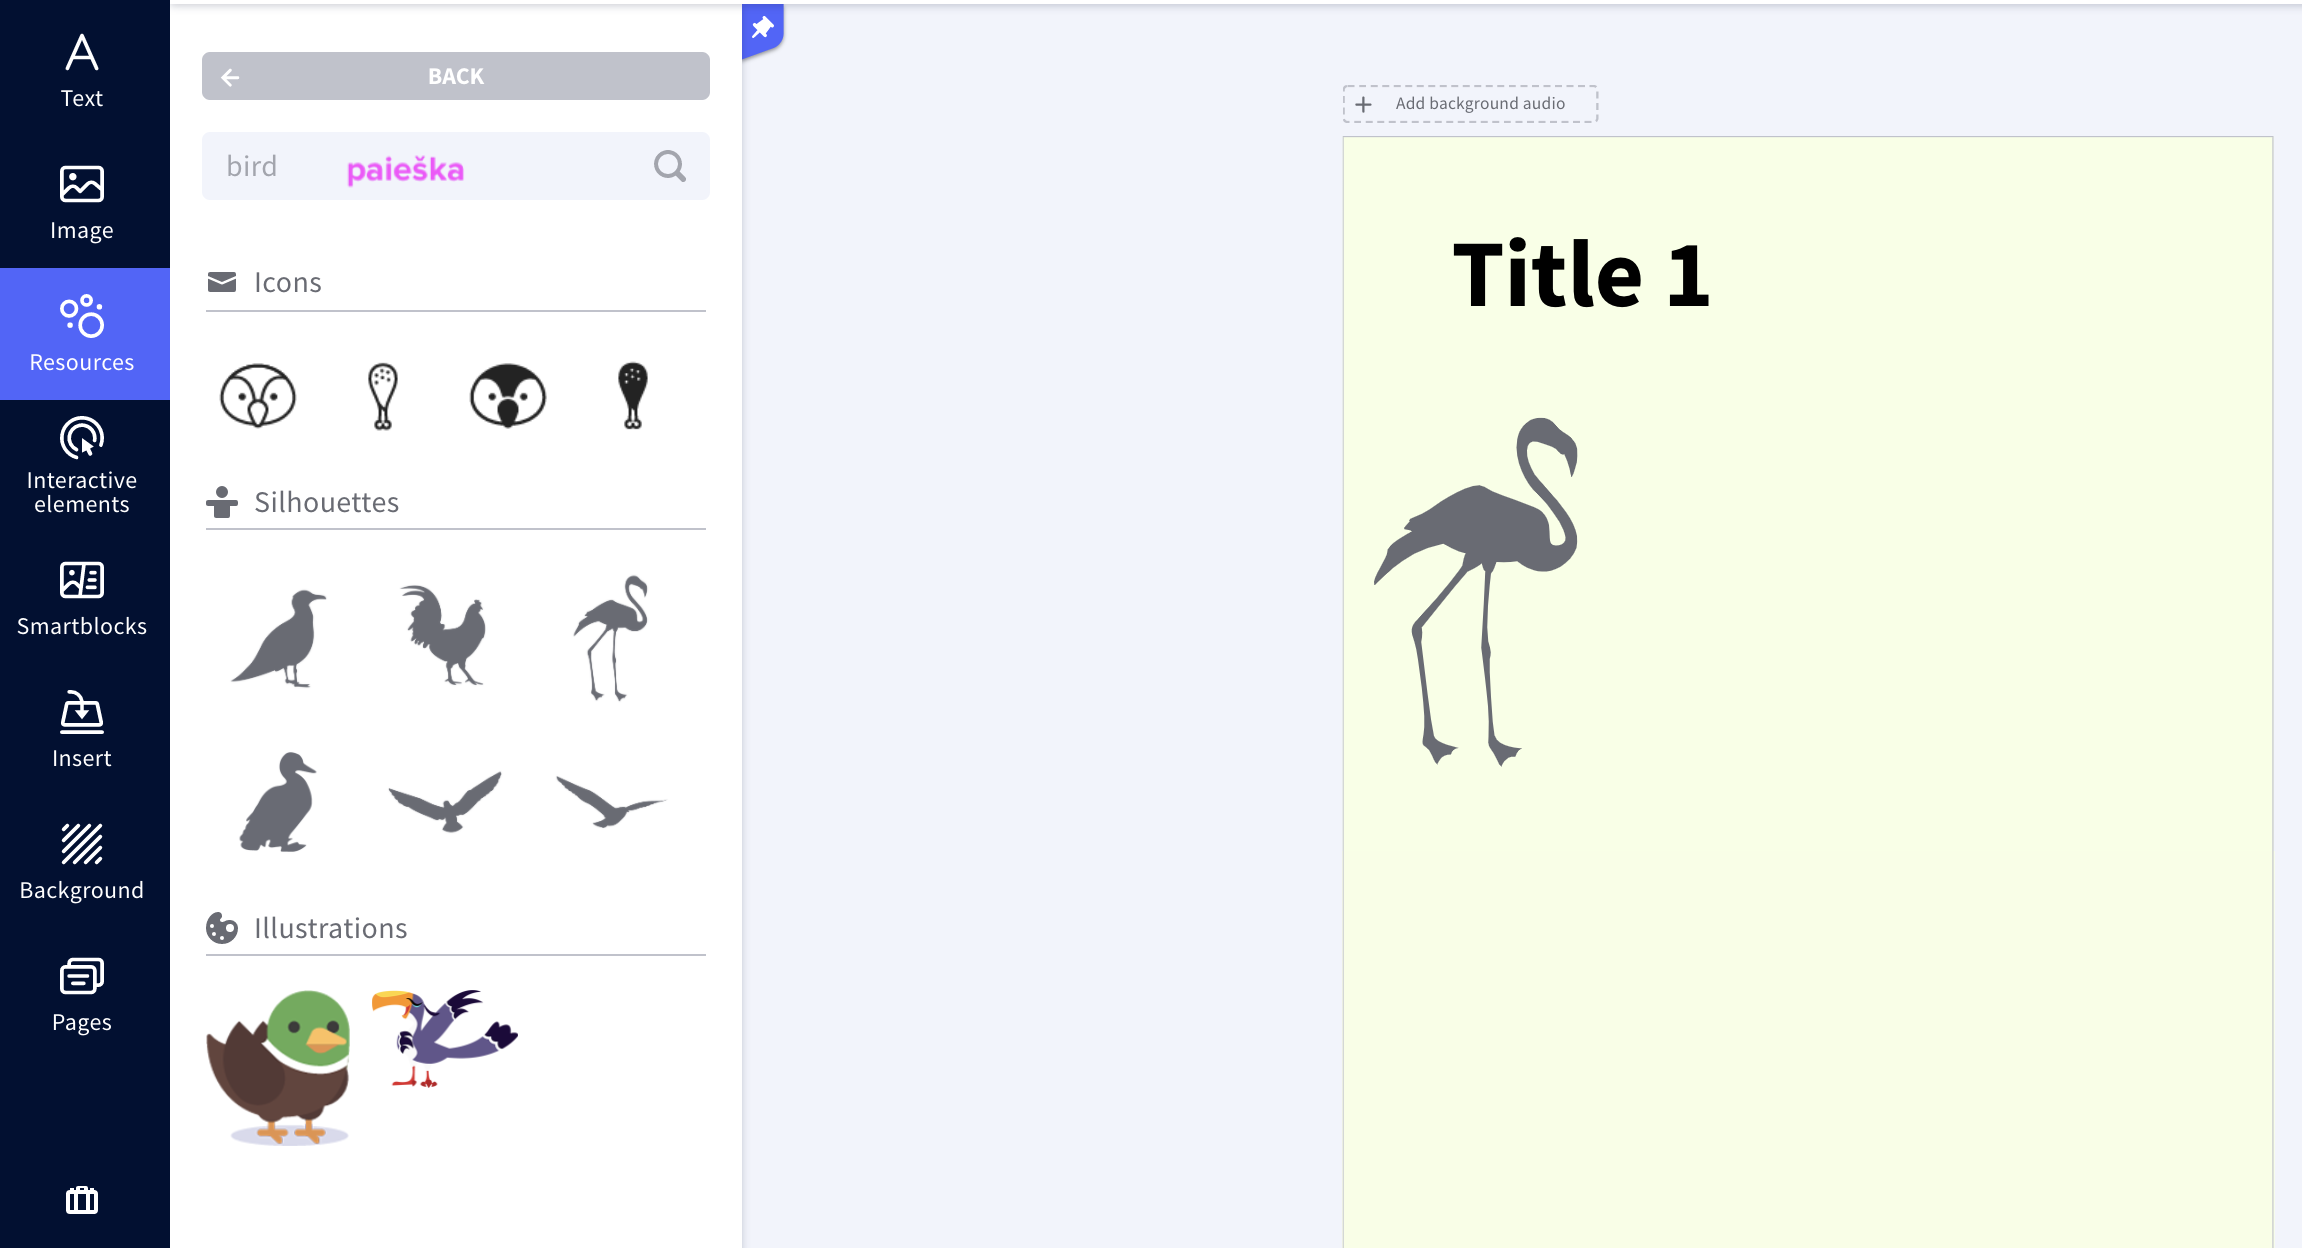 Text
Image
Resources
Interactive
elements
Smartblocks
Insert
Background
Pages
BACK
bird paieška
Icons
Silhouettes
Illustrations
Add background audio
Title 1